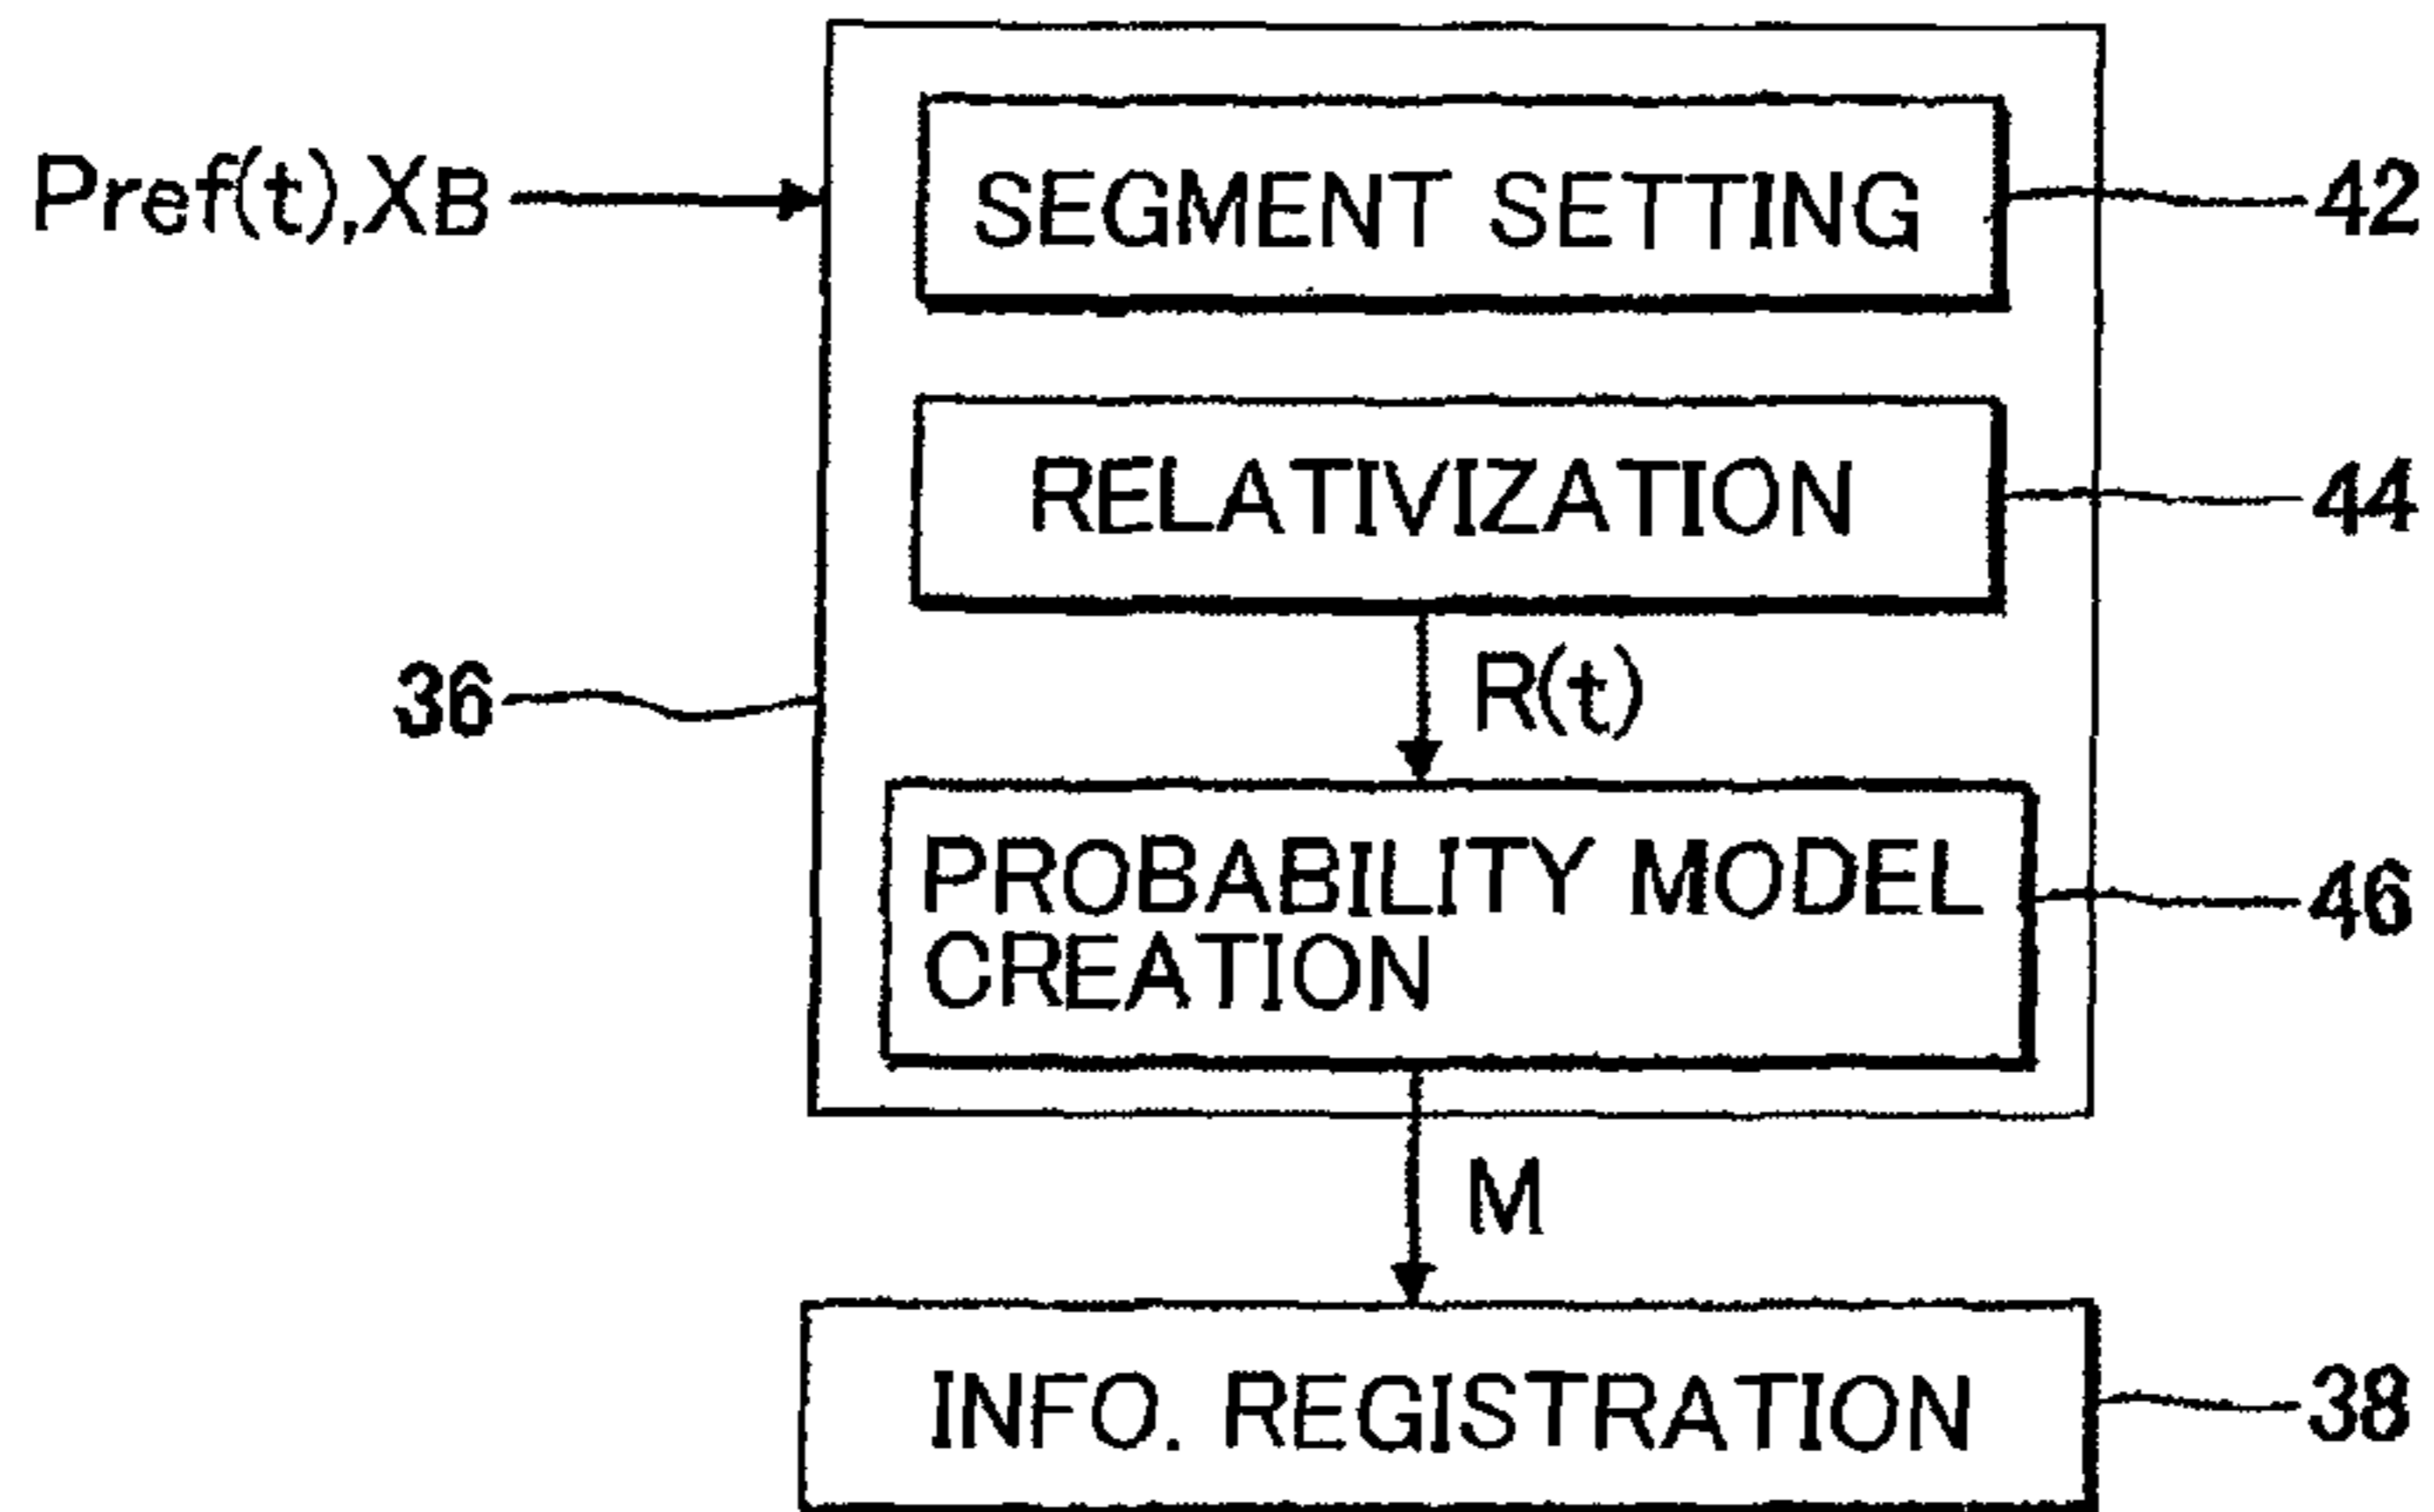 Pref(t),XB
SEGMENT SETTING
42
RELATIVIZATION
44
R(t)
36
PROBABILITY MODEL
CREATION
46
M
INFO. REGISTRATION
38